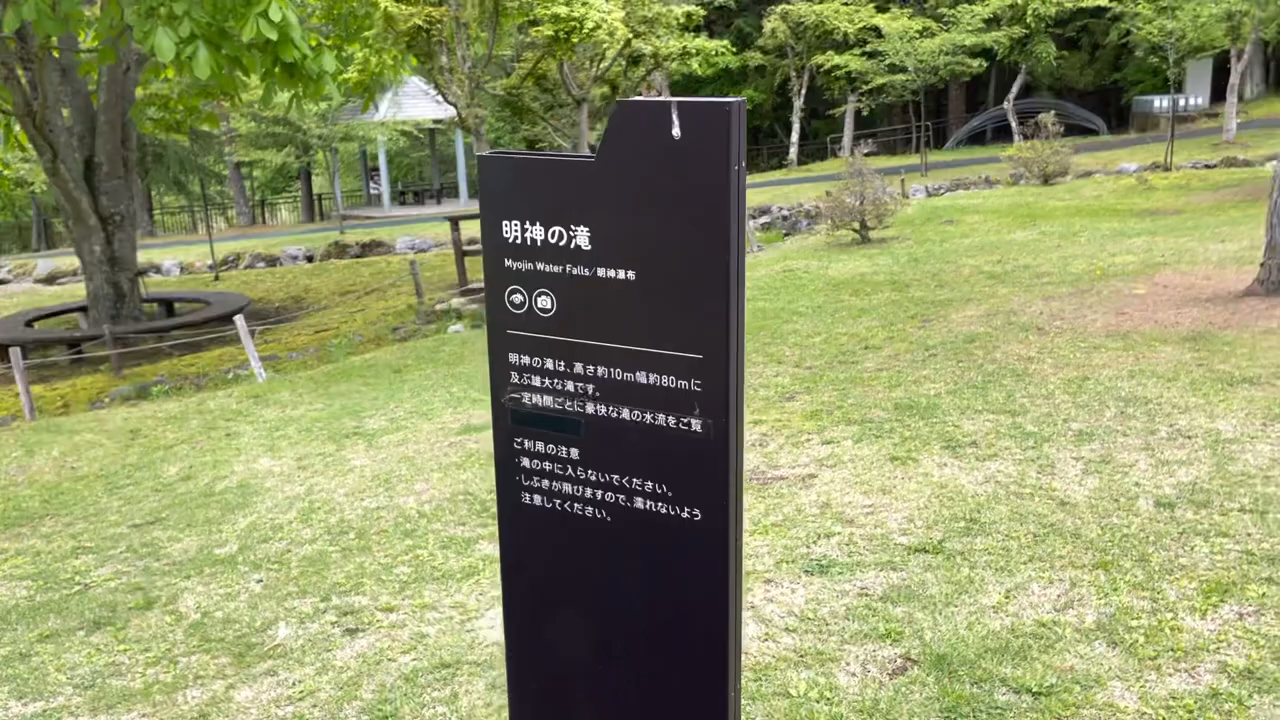 明神の滝
Myojin Water Falls/明神瀑布
明神の滝は、高さ約10m幅約80mに
及ぶ雄大な滝です。
一定時間ごとに豪快な滝の水流をご覧
ご利用の注意
・滝の中に入らないでください。
・しぶきが飛びますので、濡れないよう
注意してください。